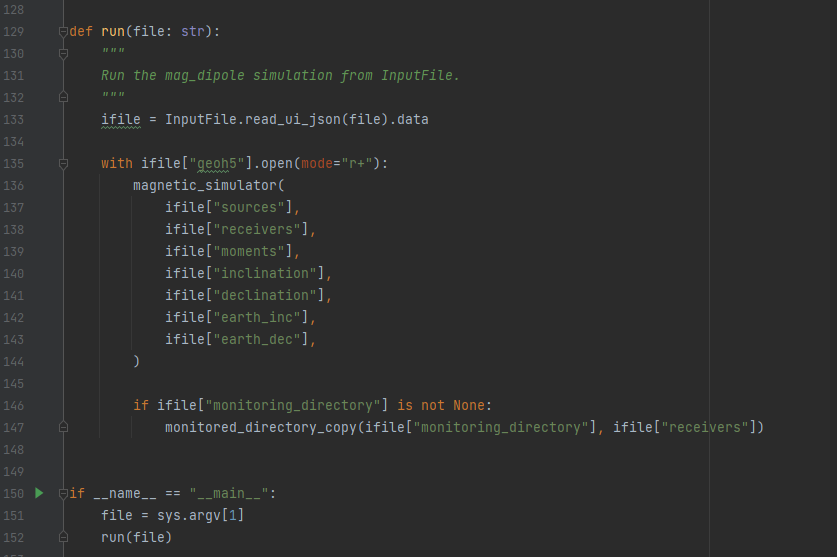 128
129 def run(file: str):
130     """
131     Run the mag_dipole simulation from InputFile.
132     """
133     ifile = InputFile.read_ui_json(file).data
134
135     with ifile["geoh5"].open(mode="r+"):
136         magnetic_simulator(
137             ifile["sources"],
138             ifile["receivers"],
139             ifile["moments"],
140             ifile["inclination"],
141             ifile["declination"],
142             ifile["earth_inc"],
143             ifile["earth_dec"],
144         )
145
146         if ifile["monitoring_directory"] is not None:
147             monitored_directory_copy(ifile["monitoring_directory"], ifile["receivers"])
148
149
150 if __name__ == "__main__":
151     file = sys.argv[1]
152     run(file)